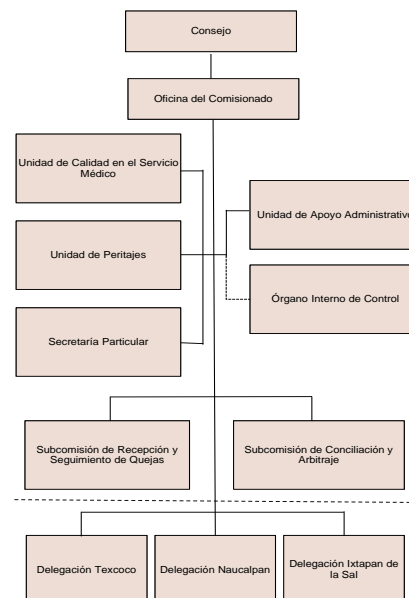 Consejo
Oficina del Comisionado
Unidad de Calidad en el Servicio
Médico
Unidad de Apoyo Administrativo
Unidad de Peritajes
Órgano Interno de Control
Secretaría Particular
Subcomisión de Recepción y
Seguimiento de Quejas
Subcomisión de Conciliación y
Arbitraje
Delegación Texcoco
Delegación Naucalpan
Delegación Ixtapan de
la Sal